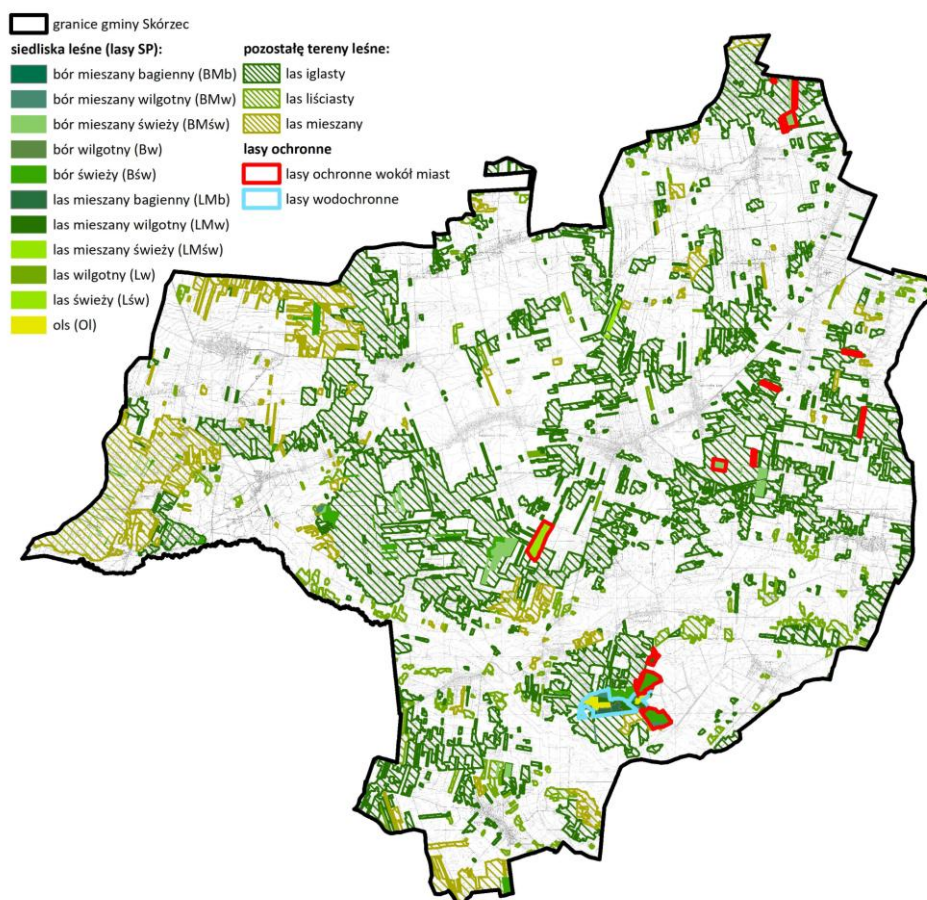 granice gminy Skórzec
siedliska leśne (lasy SP):
bór mieszany bagienny (BMb)
bór mieszany wilgotny (BMw)
bór mieszany świeży (BMśw)
bór wilgotny (Bw)
bór świeży (Bśw)
las mieszany bagienny (LMb)
las mieszany wilgotny (LMw)
las mieszany świeży (LMśw)
las wilgotny (Lw)
las świeży (Lśw)
ols (Ol)
pozostałę tereny leśne:
las iglasty
las liściasty
las mieszany
lasy ochronne
lasy ochronne wokół miast
lasy wodochronne